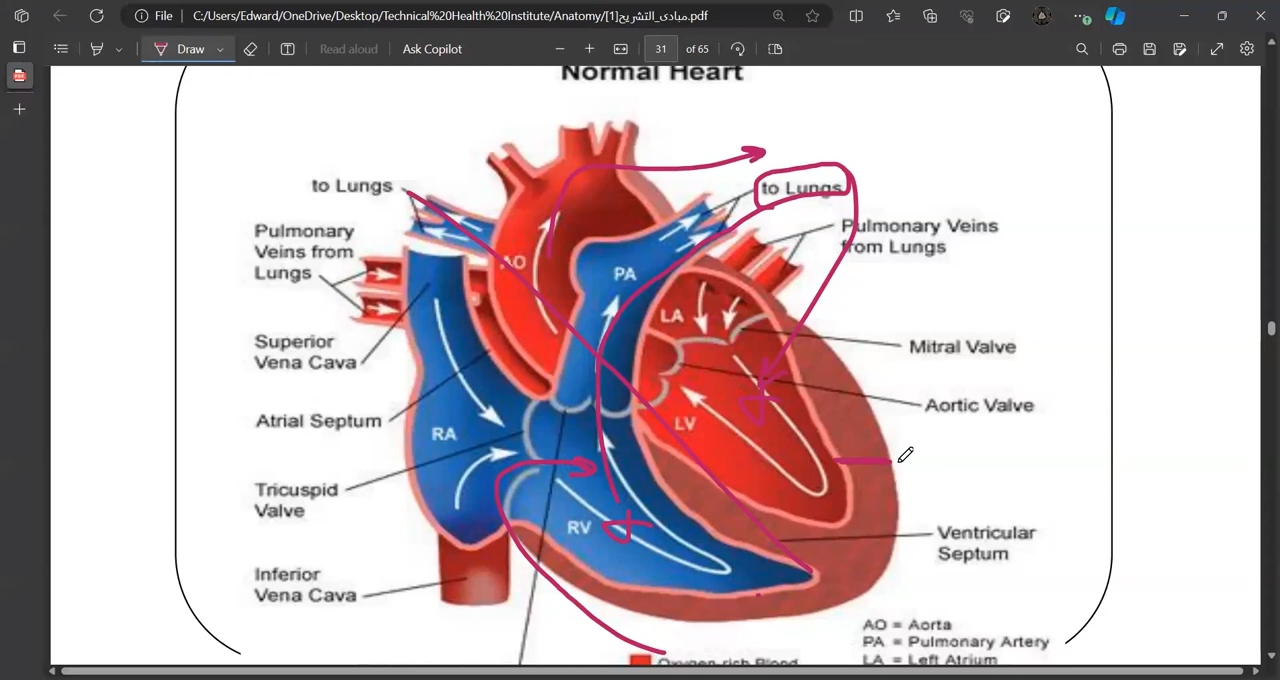 File
C:/Users/Edward/OneDrive/Desktop/Technical%20Health%20Institute/Anatomy/[1]مبادى_التشريح.pdf
Draw
Read aloud
Ask Copilot
31
of 65
Normal Heart
to Lungs
to Lungs
Pulmonary
Veins from
Lungs
Pulmonary Veins
from Lungs
AO
PA
LA
Superior
Vena Cava
Mitral Valve
Atrial Septum
Aortic Valve
RA
LV
Tricuspid
Valve
RV
Ventricular
Septum
Inferior
Vena Cava
AO = Aorta
PA = Pulmonary Artery
LA = Left Atrium
Oxygen-rich Blood